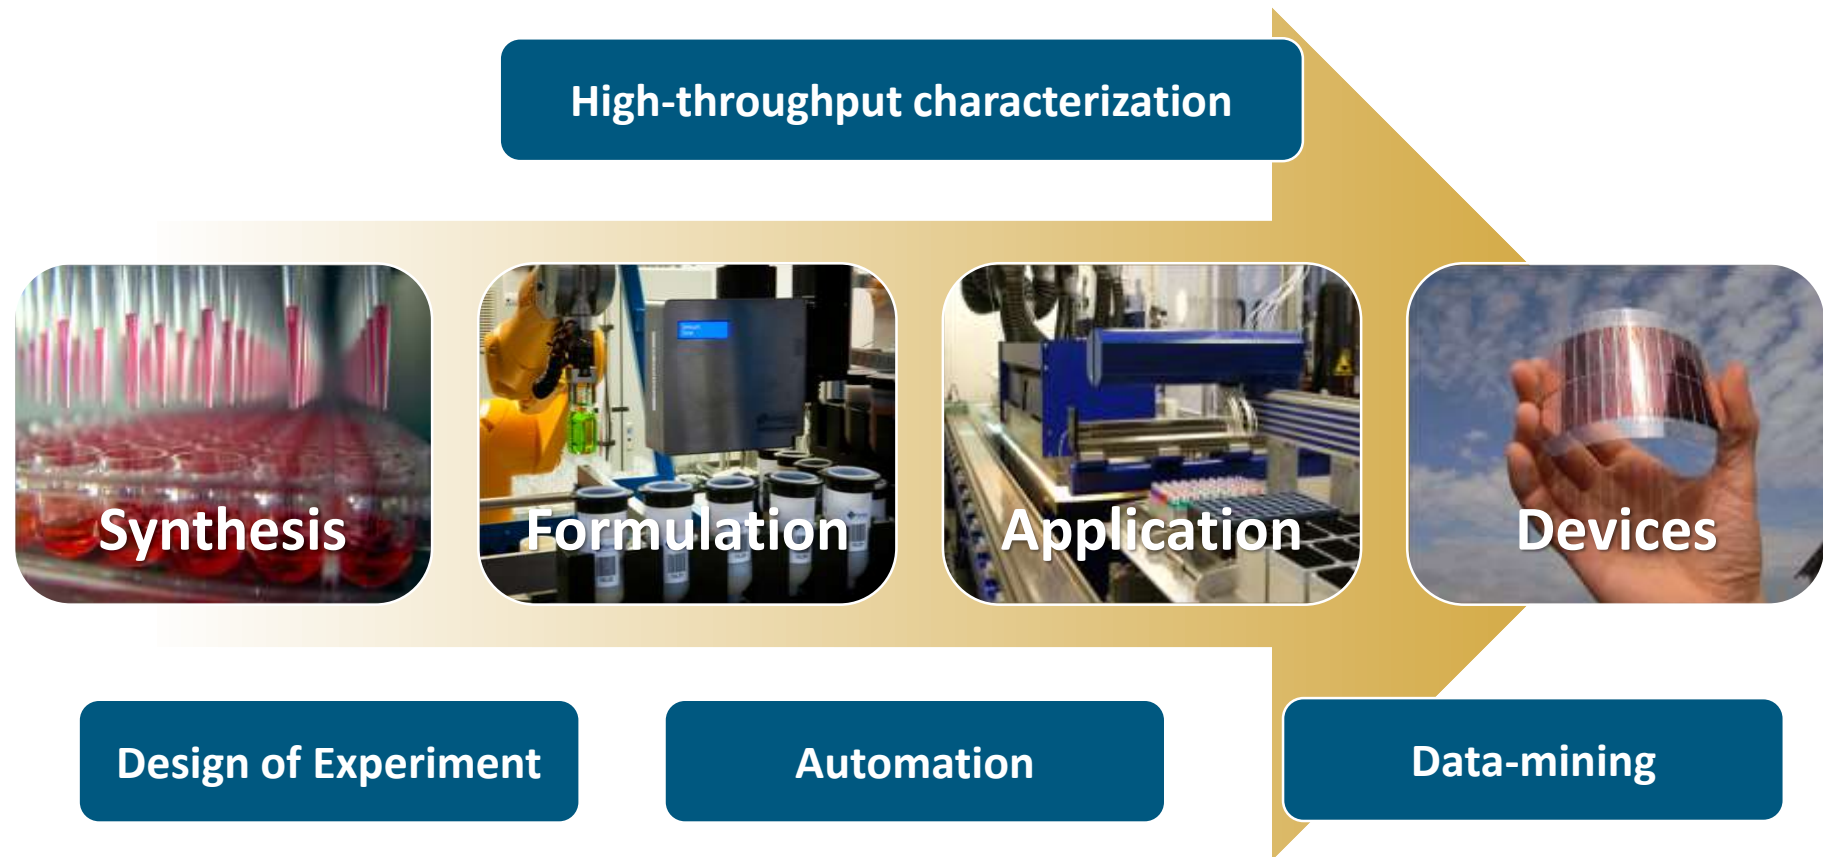 High-throughput characterization
Synthesis
Formulation
Application
Devices
Design of Experiment
Automation
Data-mining